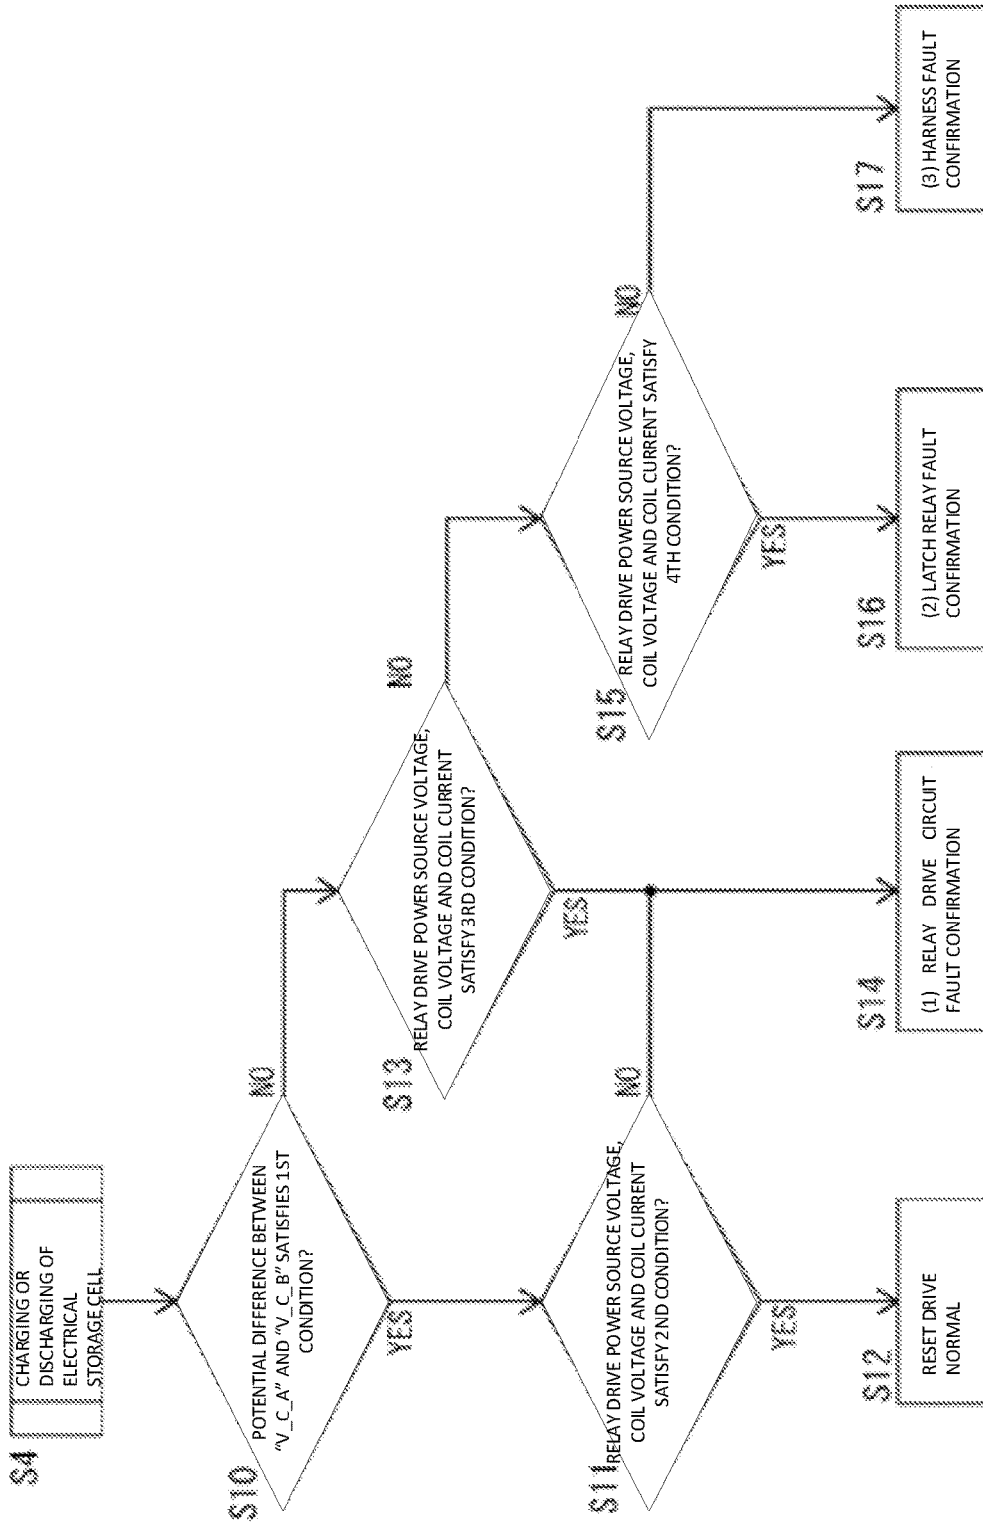 S4
CHARGING OR
DISCHARGING OF
ELECTRICAL
STORAGE CELL
S10
POTENTIAL DIFFERENCE BETWEEN
"V_C_A" AND "V_C_B" SATISFIES 1ST
CONDITION?
NO
YES
S11
RELAY DRIVE POWER SOURCE VOLTAGE,
COIL VOLTAGE AND COIL CURRENT
SATISFY 2ND CONDITION?
NO
YES
S12
RESET DRIVE
NORMAL
S13
RELAY DRIVE POWER SOURCE VOLTAGE,
COIL VOLTAGE AND COIL CURRENT
SATISFY 3RD CONDITION?
NO
YES
S14
(1) RELAY DRIVE CIRCUIT
FAULT CONFIRMATION
S15
RELAY DRIVE POWER SOURCE VOLTAGE,
COIL VOLTAGE AND COIL CURRENT SATISFY
4TH CONDITION?
NO
YES
S16
(2) LATCH RELAY FAULT
CONFIRMATION
S17
(3) HARNESS FAULT
CONFIRMATION